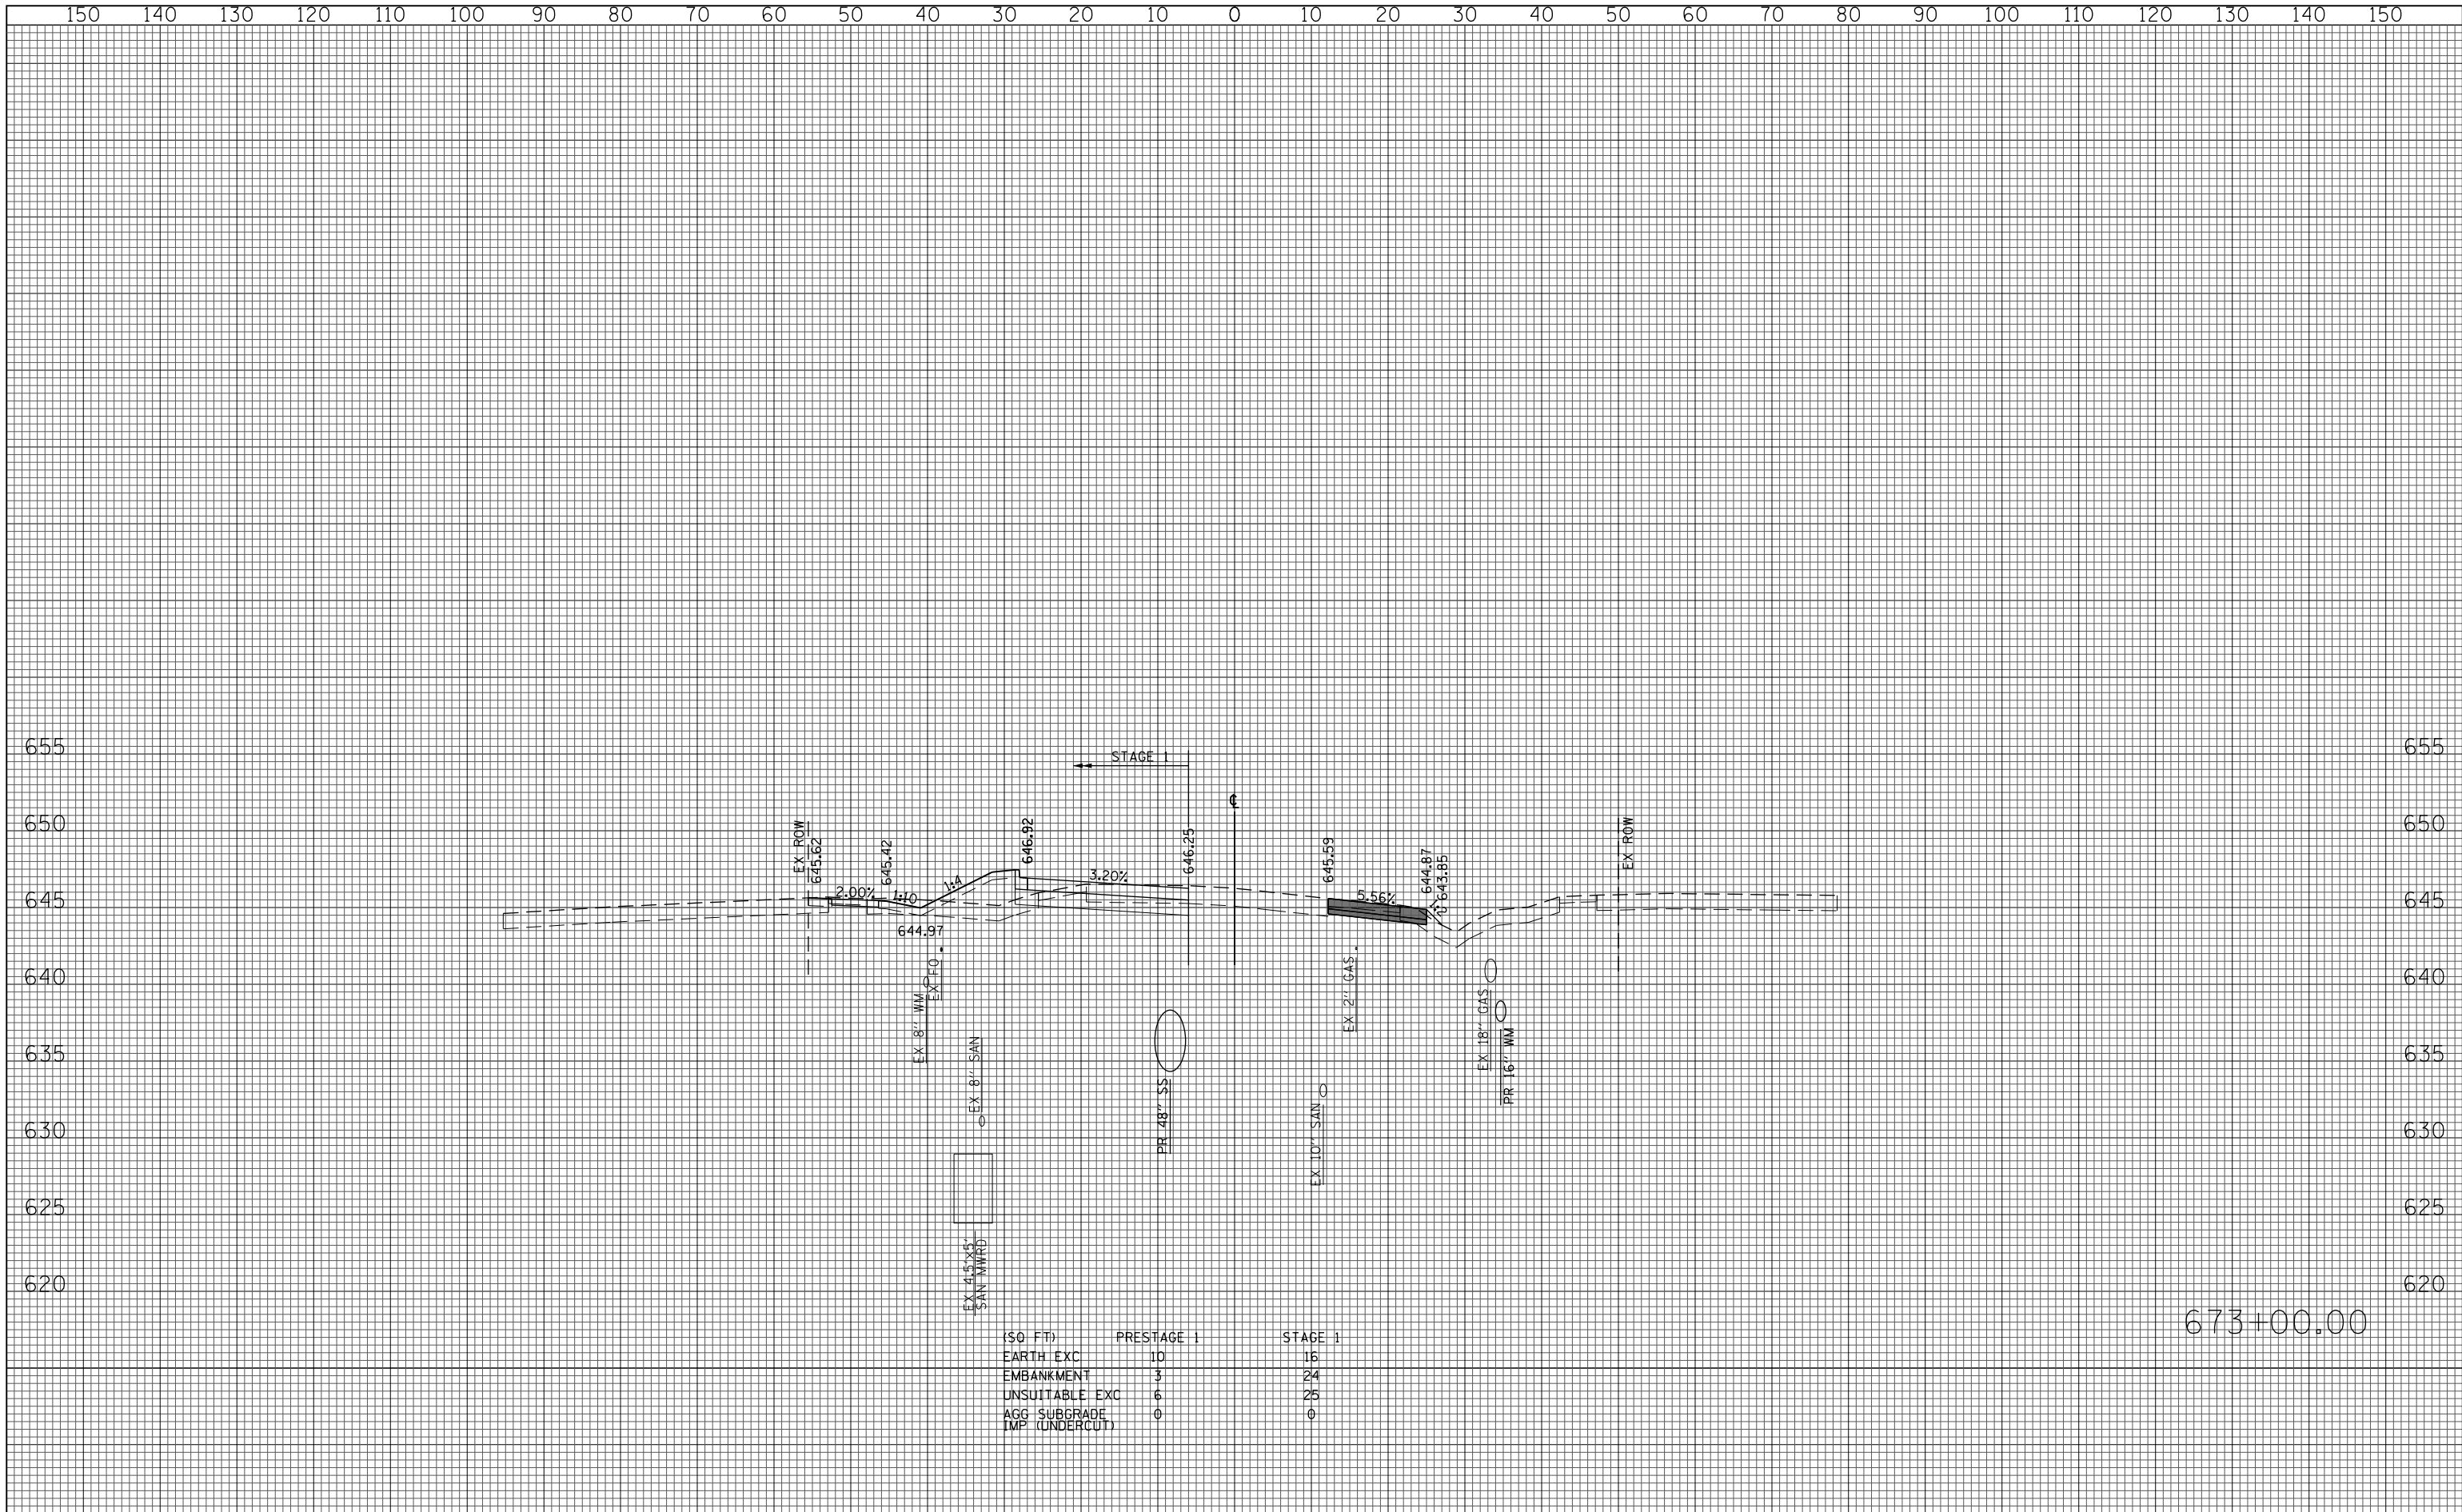 150 140 130 120 110 100 90 80 70 60 50 40 30 20 10 0 10 20 30 40 50 60 70 80 90 100 110 120 130 140 150
655 655
STAGE 1
℄
650 650
EX ROW
645.62
645.42
646.92
646.25
645.59
644.87
643.85
EX ROW
645 645
2.00%
1:10
1:4
3.20%
5.56%
1:2
644.97
640 640
EX 8'' WM
EX FO
EX 8'' SAN
PR 48'' SS
EX 10'' SAN
EX 2'' GAS
EX 18'' GAS
PR 16'' WM
635 635
630 630
625 625
EX 4.5'x5'
SAN MWRD
620 620
673+00.00
(SQ FT) PRESTAGE 1 STAGE 1
EARTH EXC 10 16
EMBANKMENT 3 24
UNSUITABLE EXC 6 25
AGG SUBGRADE 0 0
IMP (UNDERCUT)